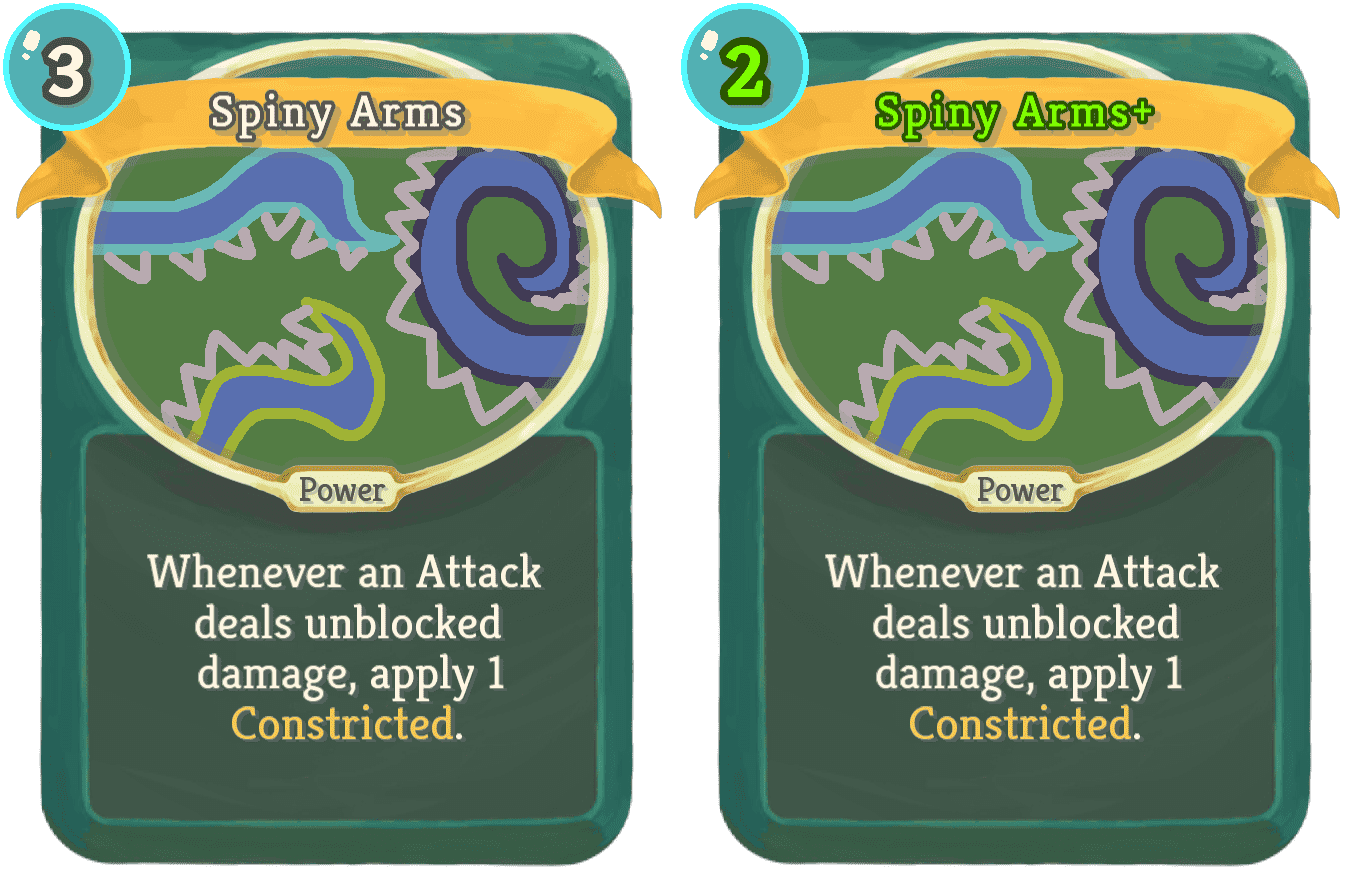 3
Spiny Arms
Power
Whenever an Attack
deals unblocked
damage, apply 1
Constricted.
2
Spiny Arms+
Power
Whenever an Attack
deals unblocked
damage, apply 1
Constricted.